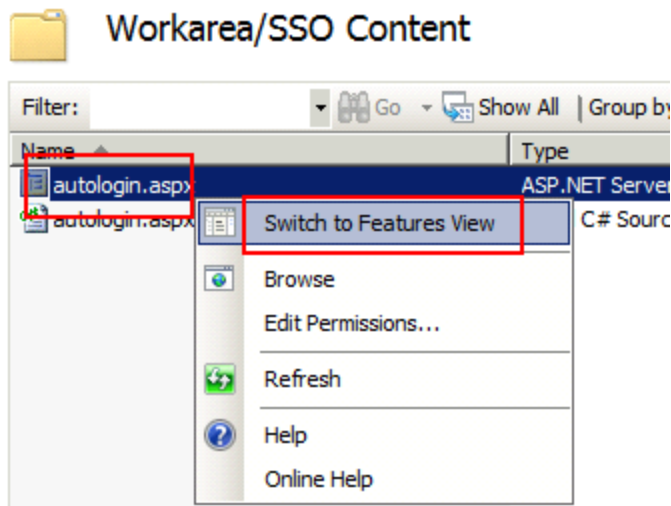 Workarea/SSO Content
Filter: Go Show All Group by
Name Type
autologin.aspx ASP.NET Server
autologin.aspx C# Sourc
Switch to Features View
Browse
Edit Permissions...
Refresh
Help
Online Help